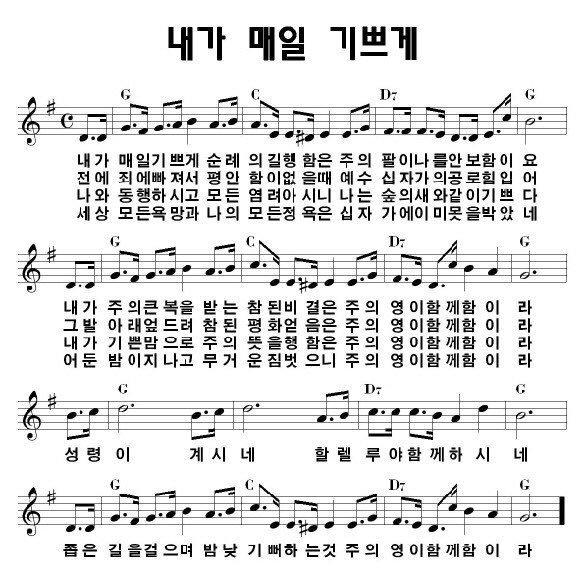 내가 매일 기쁘게
G C D7 G
내가 매일기쁘게 순례 의길행 함은주의 팔이나를안보함이 요
전에 죄에빠져서 평안 함이없을때 예수 십자가의공로힘입 어
나와 동행하시고 모든 염려아시니 나는 숲의새와같이기쁘 다
세상 모든욕망과 나의 모든정욕은 십자가에이미못을박았 네
G C D7 G
내가 주의큰복을 받는 참된비결은 주의 영이함께함이 라
그발 아래엎드려 참된 평화얻음은 주의 영이함께함이 라
내가 기쁜맘으로 주의 뜻을행함은 주의 영이함께함이 라
어둔 밤이지나고 무거운 짐벗으니 주의 영이함께함이 라
G D7 G
성령이 계시네 할렐루야함께하시네
G C D7 G
좁은 길을걸으며 밤낮 기뻐하는것 주의 영이함께함이 라